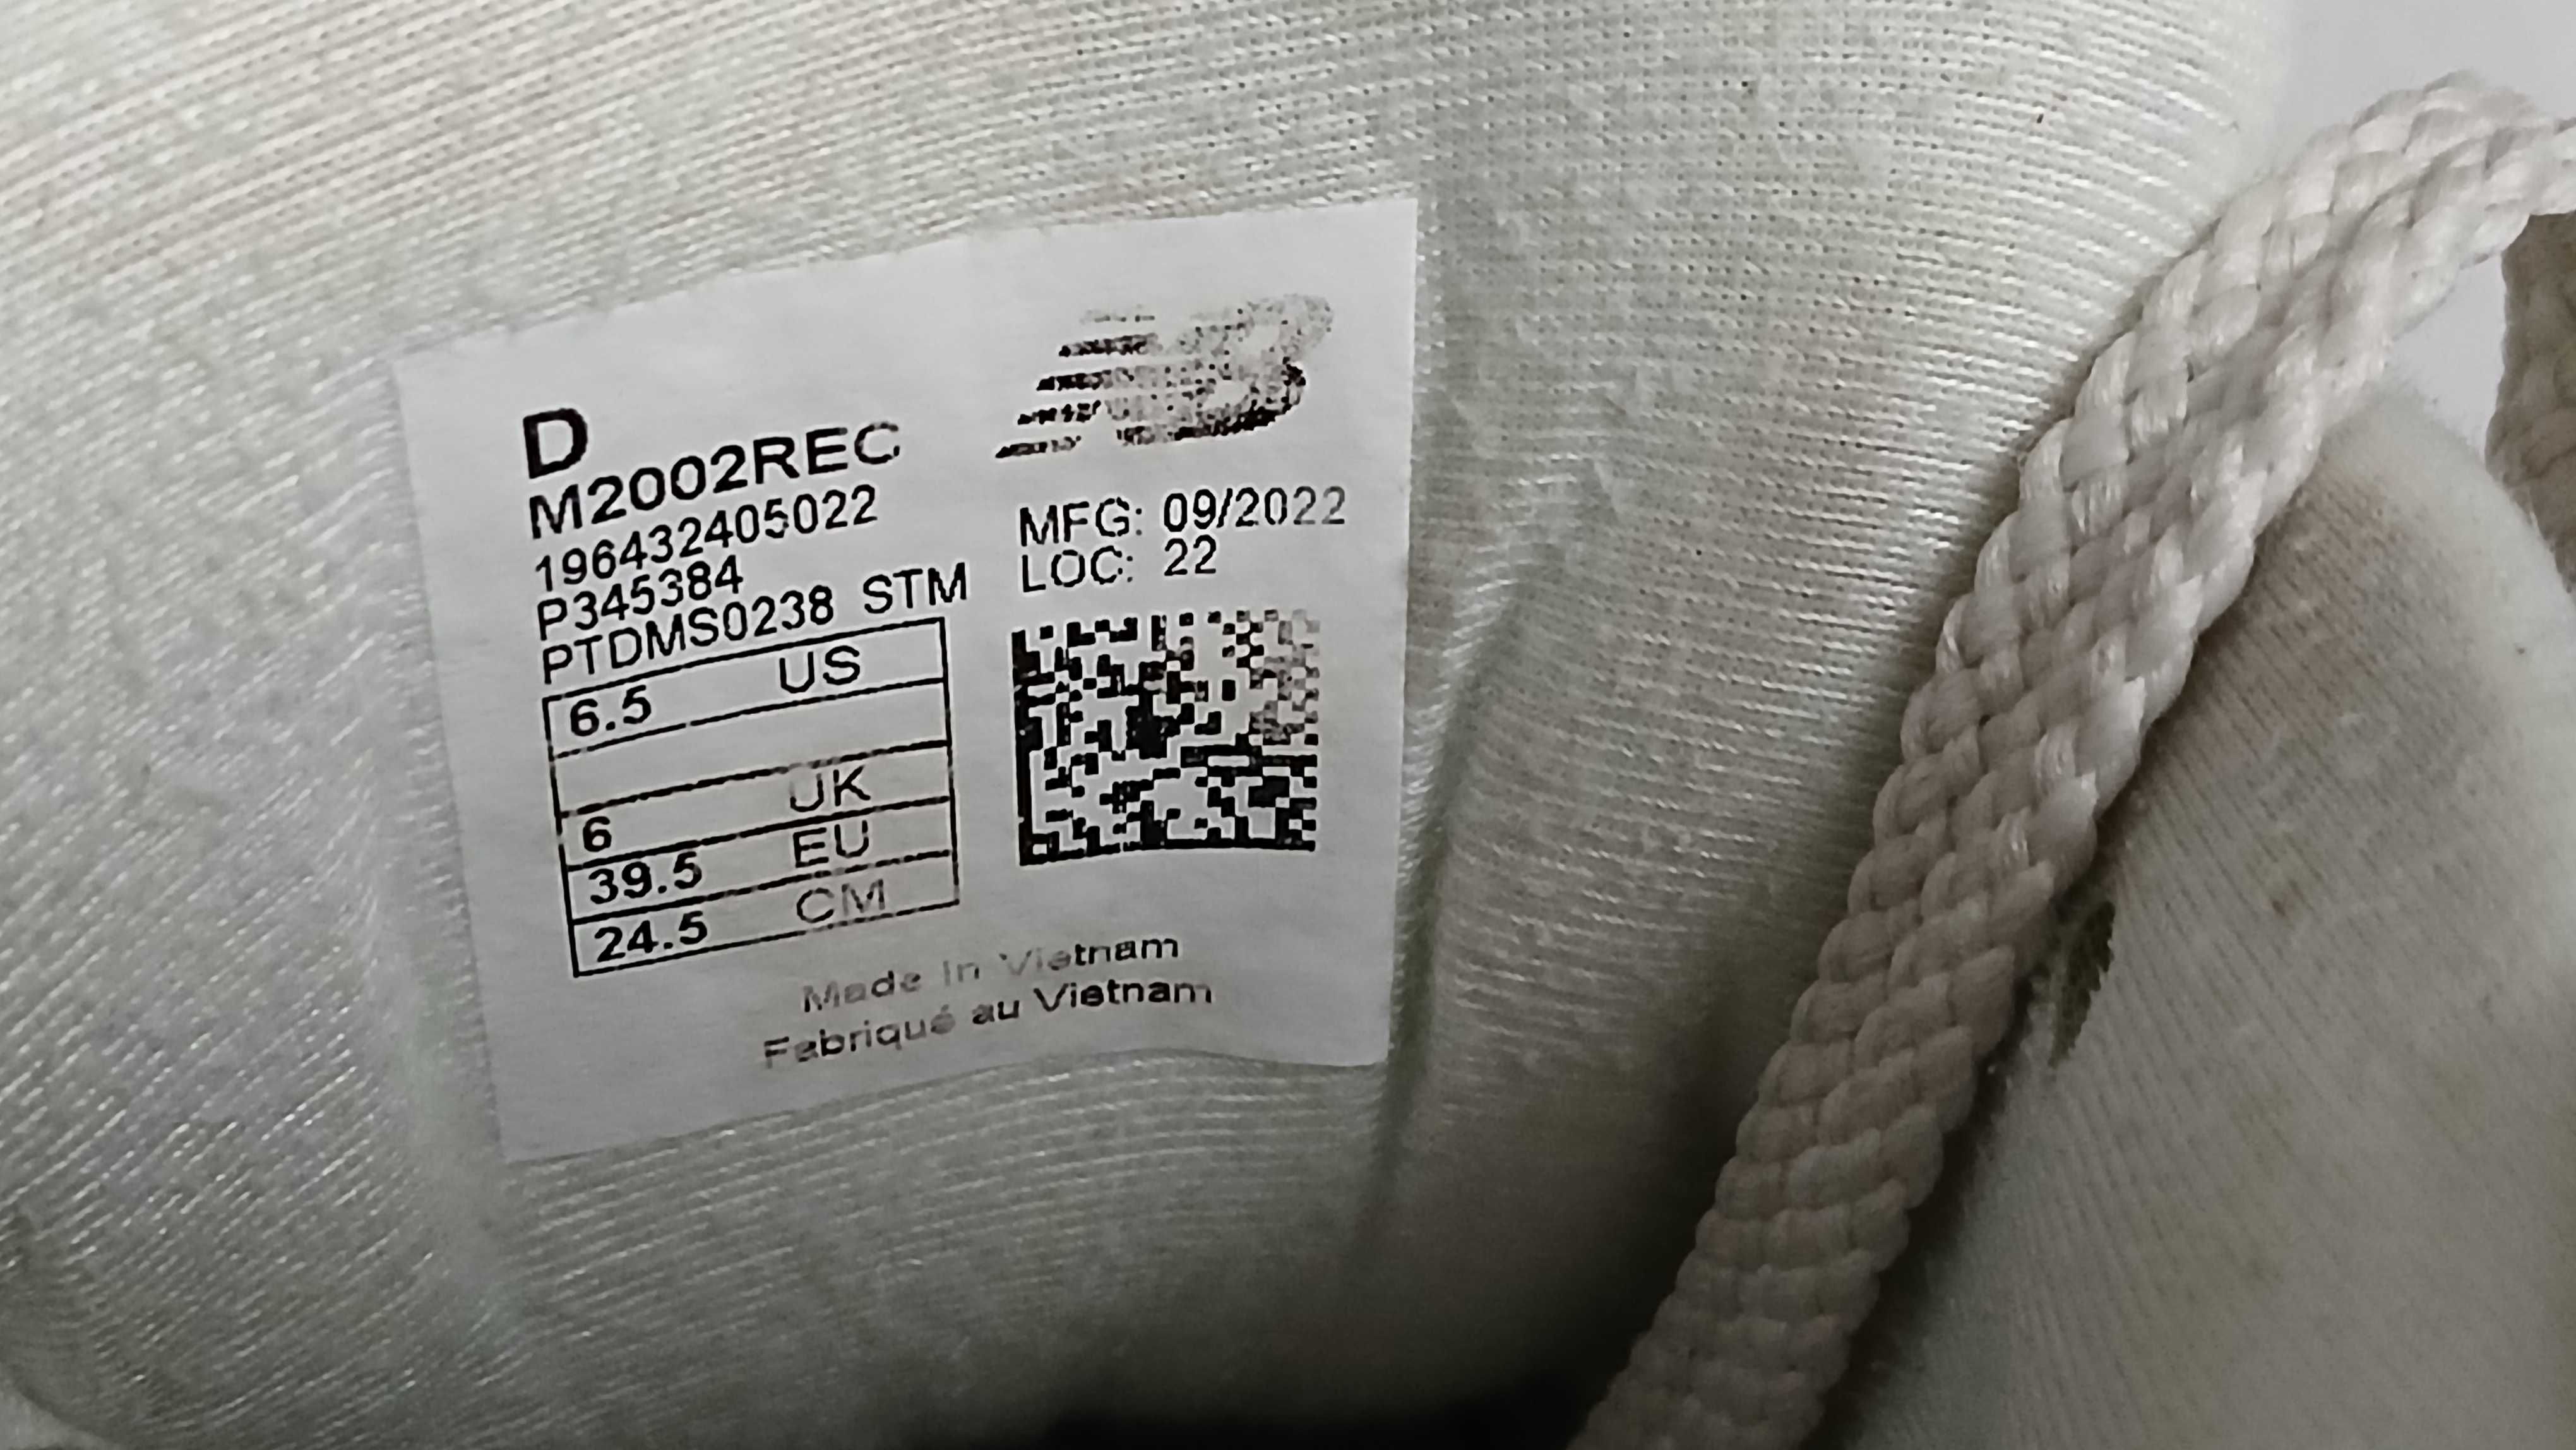 D
M2002REC
196432405022
P345384
PTDMS0238 STM
6.5 US
6 UK
39.5 EU
24.5 CM
MFG: 09/2022
LOC: 22
Made In Vietnam
Fabriqué au Vietnam